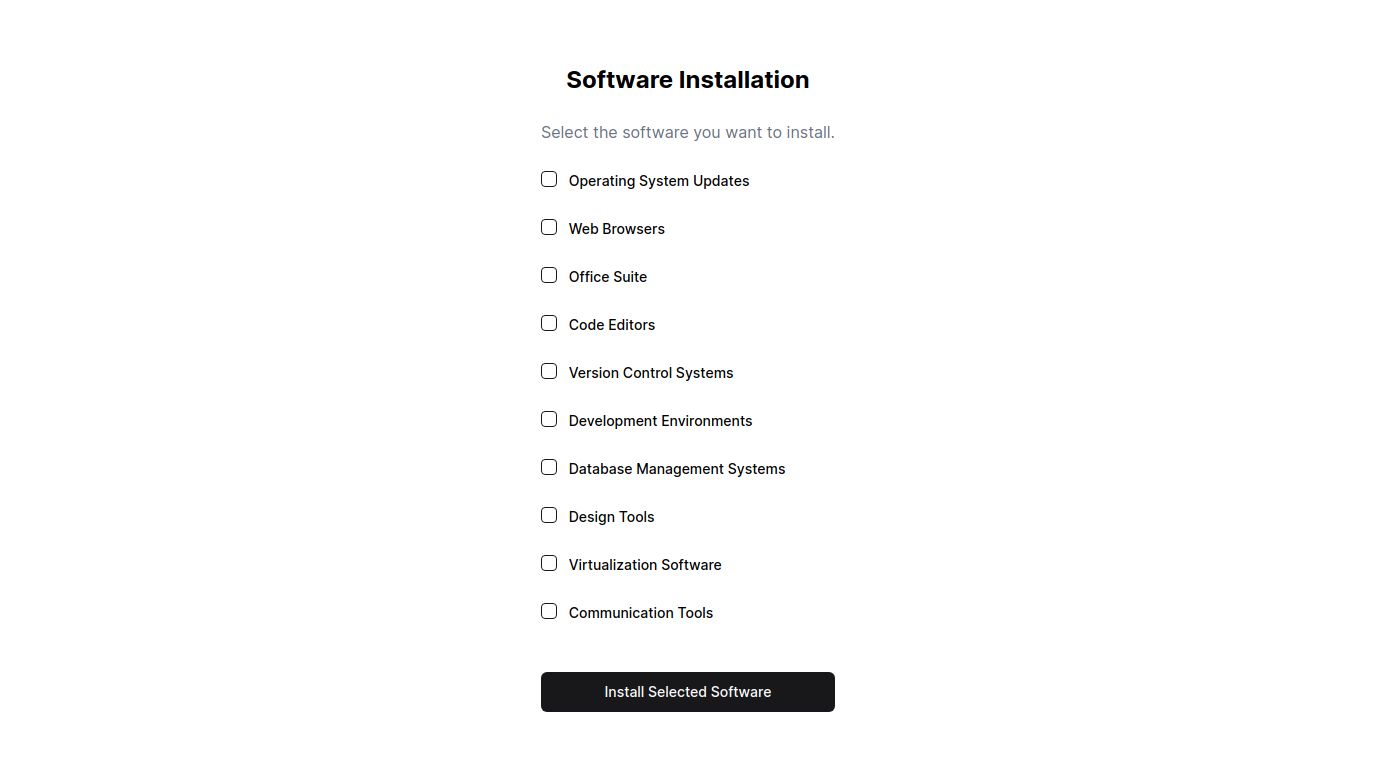 Software Installation
Select the software you want to install.
Operating System Updates
Web Browsers
Office Suite
Code Editors
Version Control Systems
Development Environments
Database Management Systems
Design Tools
Virtualization Software
Communication Tools
Install Selected Software